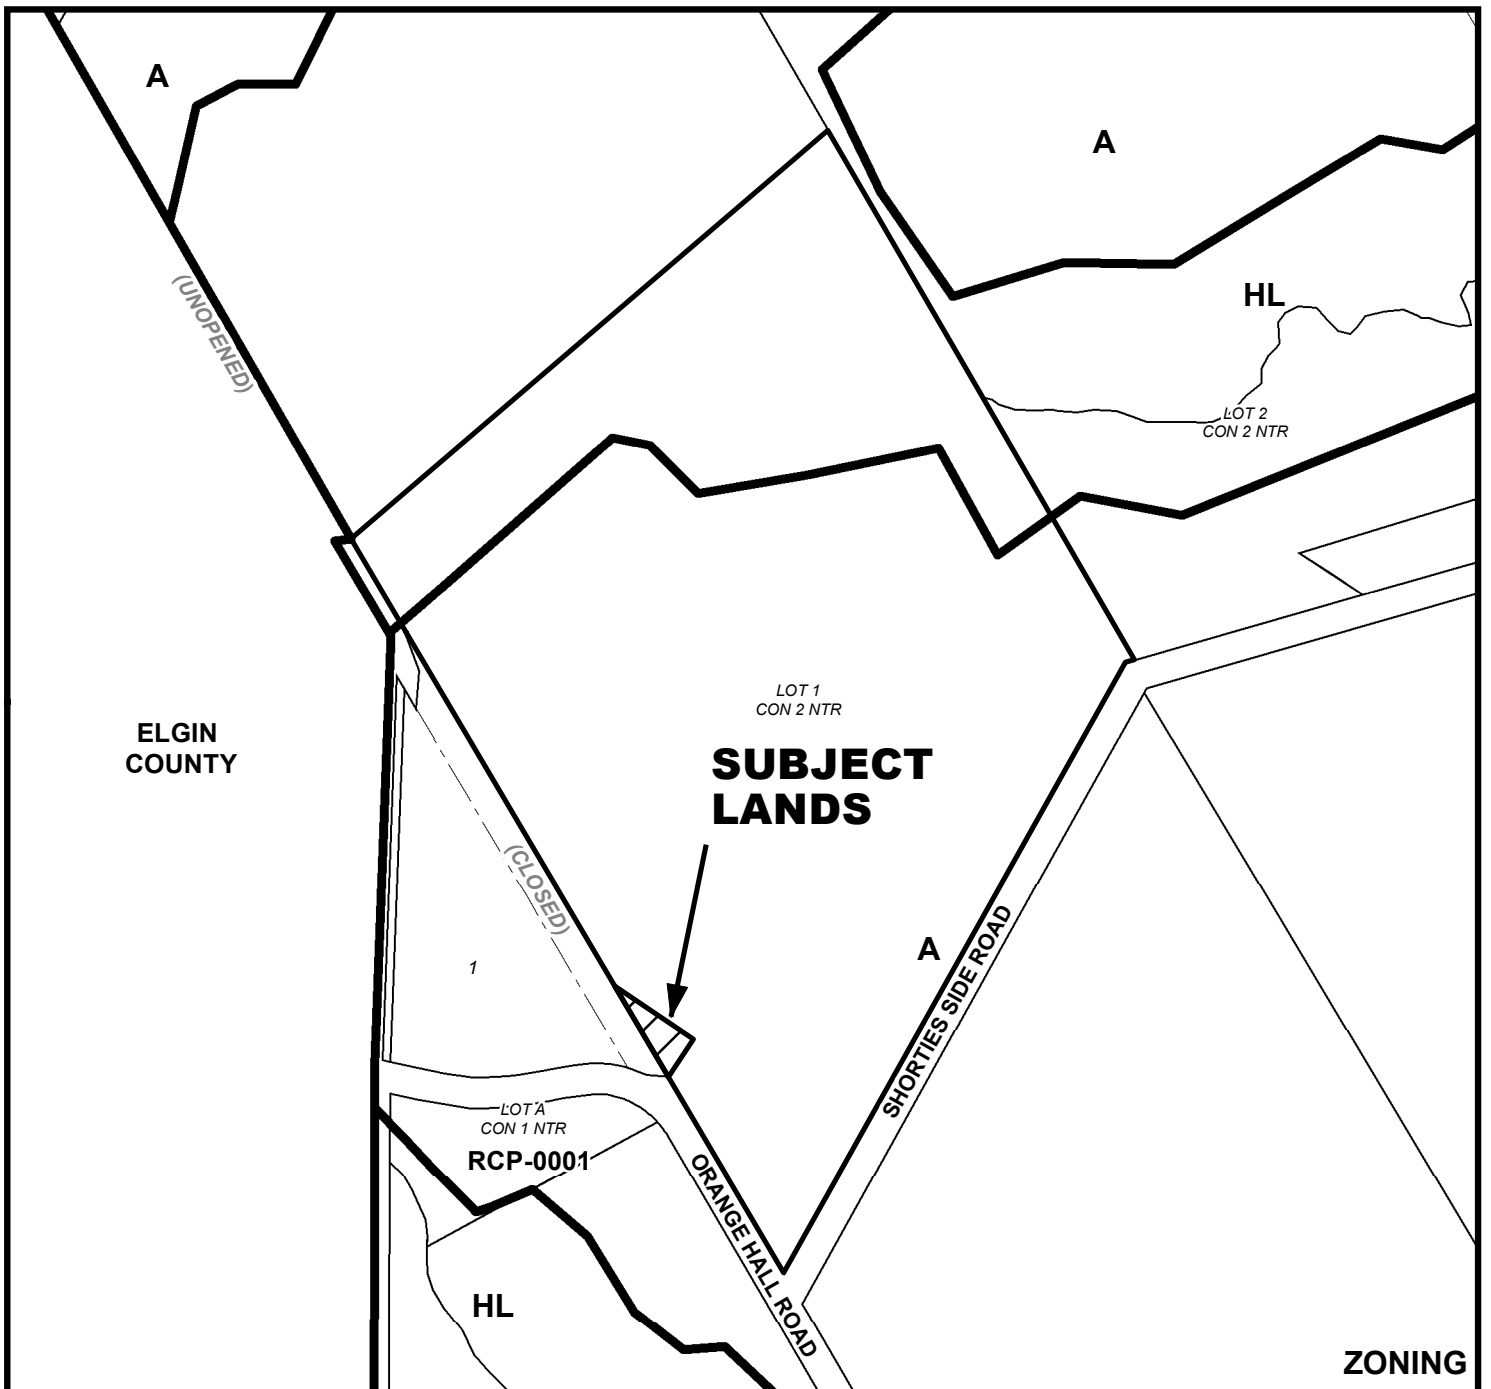 A
A
(UNOPENED)
HL
LOT 2
CON 2 NTR
LOT 1
CON 2 NTR
ELGIN
COUNTY
SUBJECT
LANDS
(CLOSED)
A
SHORTIES SIDE ROAD
1
LOT A
CON 1 NTR
RCP-0001
ORANGE HALL ROAD
HL
ZONING